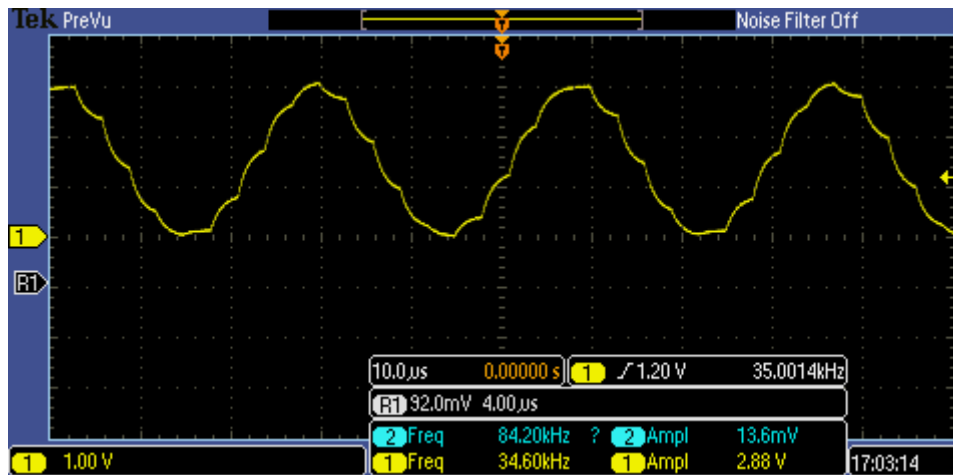 Tek PreVu Noise Filter Off
T
T
1
R1
10.0µs 0.00000 s 1 1.20 V 35.0014kHz
R1 92.0mV 4.00µs
2 Freq 84.20kHz ? 2 Ampl 13.6mV
1 1.00 V 1 Freq 34.60kHz 1 Ampl 2.88 V 17:03:14